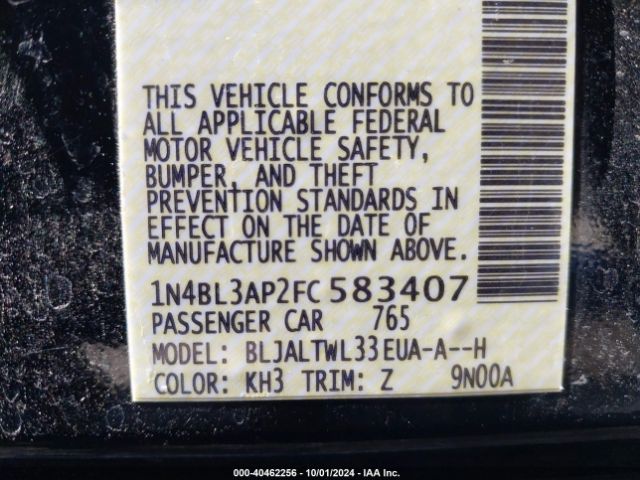 THIS VEHICLE CONFORMS TO
ALL APPLICABLE FEDERAL
MOTOR VEHICLE SAFETY,
BUMPER, AND THEFT
PREVENTION STANDARDS IN
EFFECT ON THE DATE OF
MANUFACTURE SHOWN ABOVE.
1N4BL3AP2FC 583407
PASSENGER CAR 765
MODEL: BLJALTWL33EUA-A--H
COLOR: KH3 TRIM: Z 9N00A
000-40462256 - 10/01/2024 - IAA Inc.